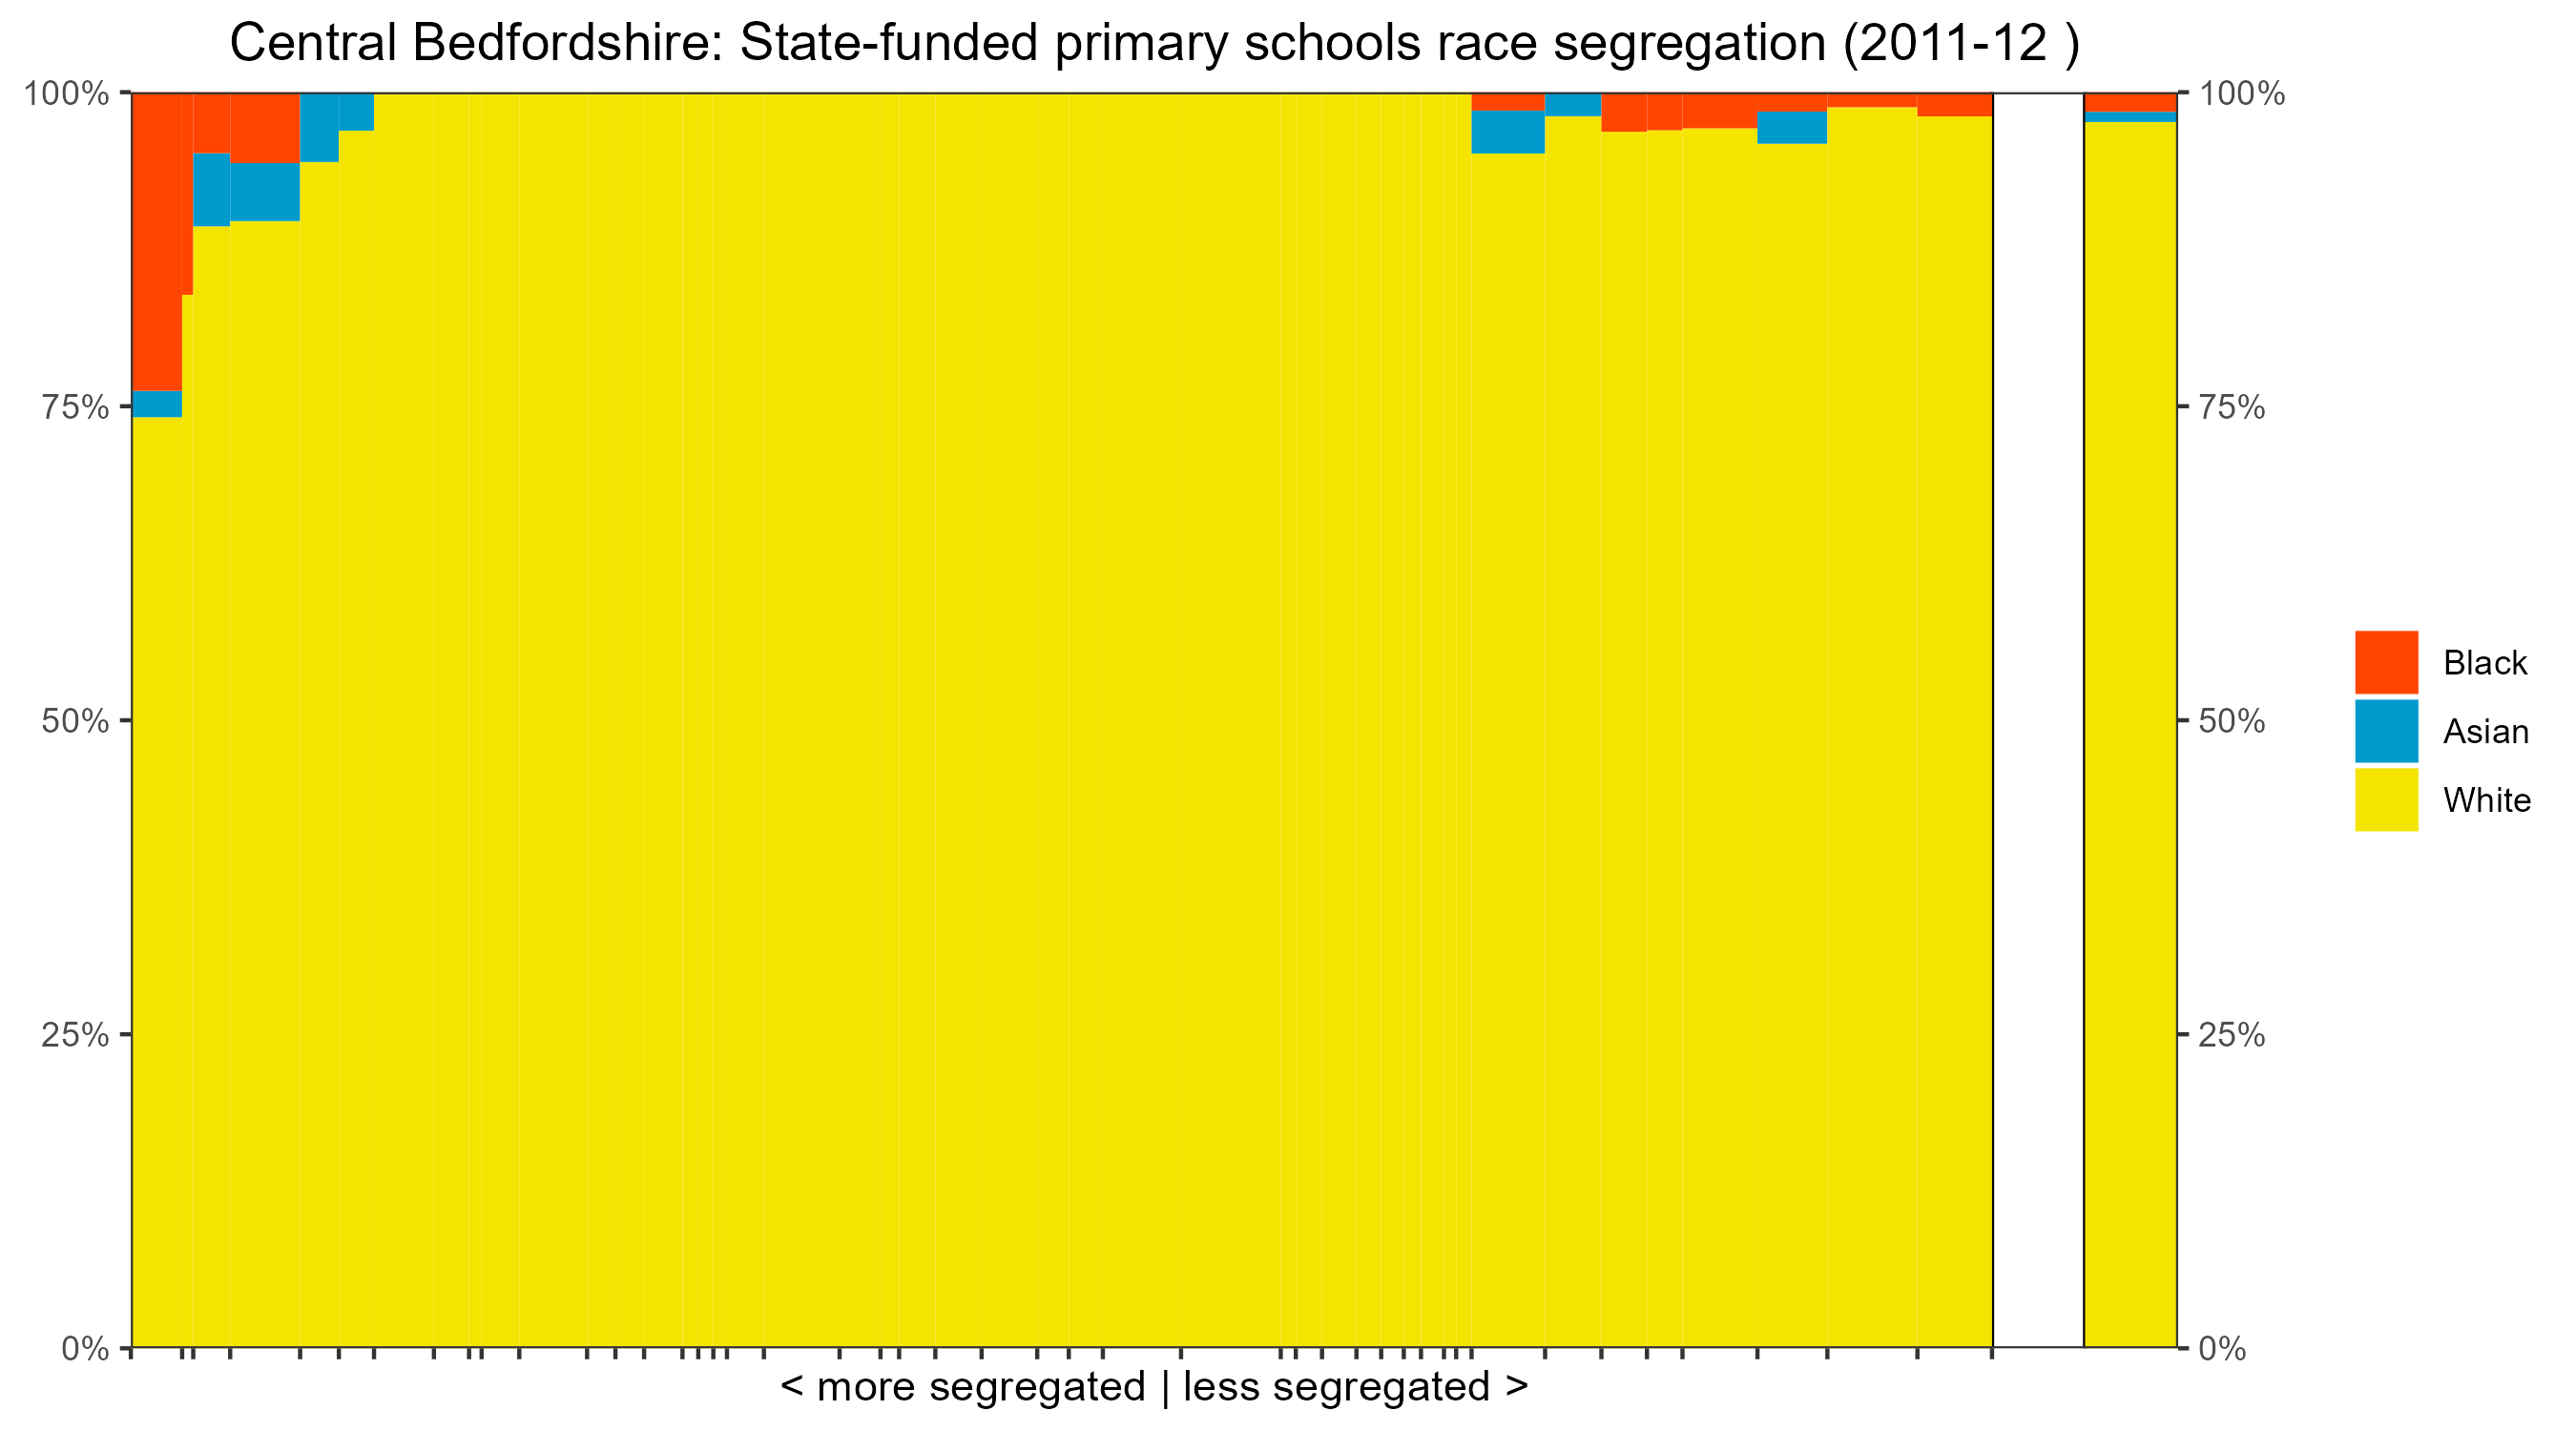 Central Bedfordshire: State-funded primary schools race segregation (2011-12 )
100%
100%
75%
75%
50%
50%
25%
25%
0%
0%
Black
Asian
White
< more segregated | less segregated >